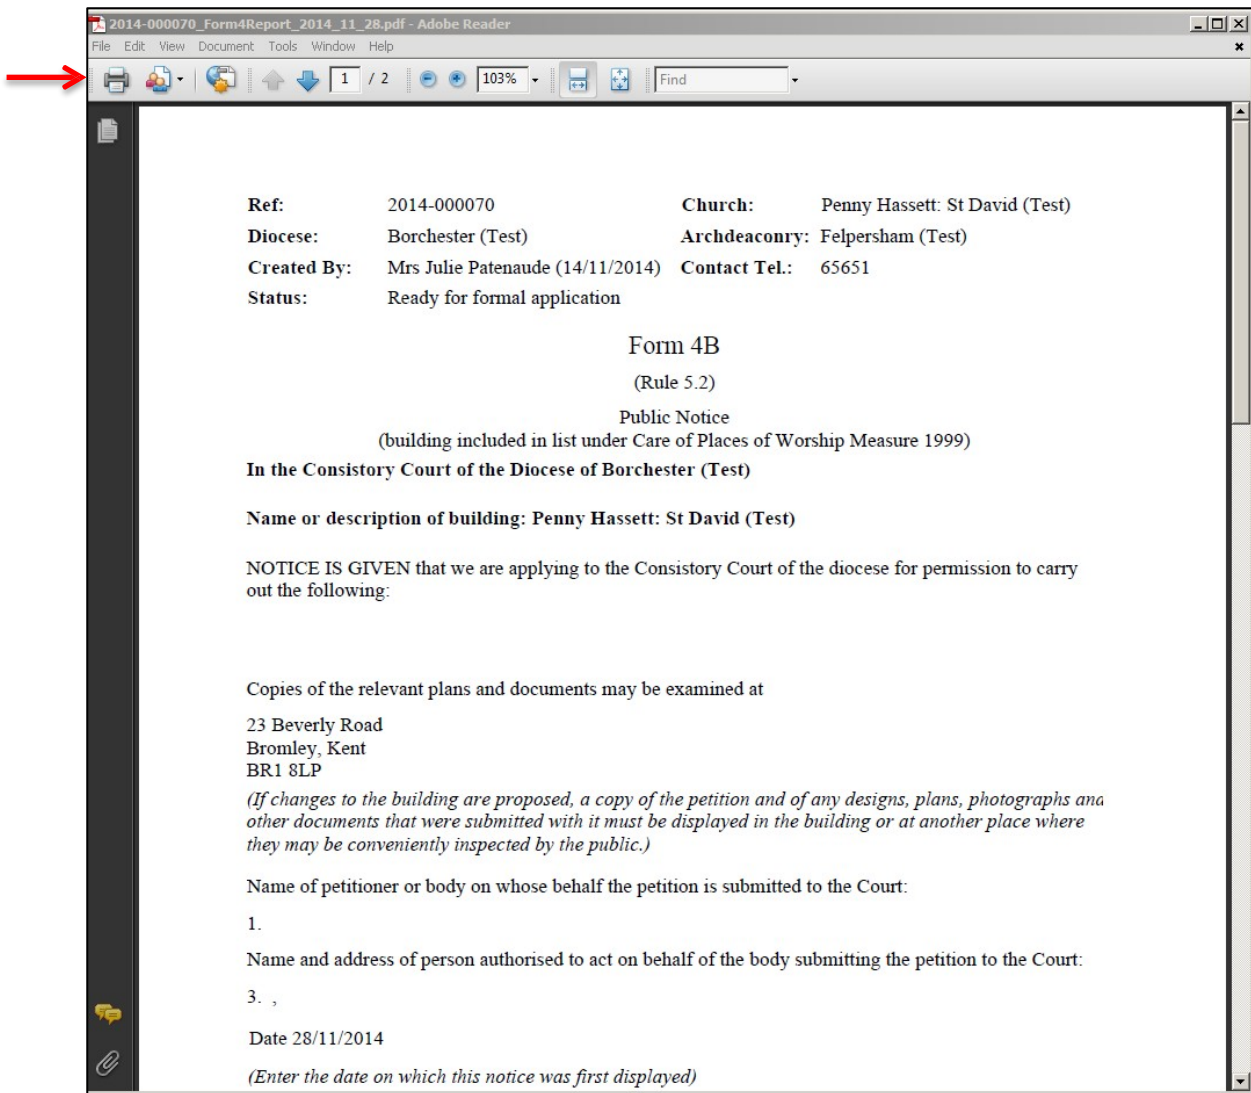 2014-000070_Form4Report_2014_11_28.pdf - Adobe Reader
File Edit View Document Tools Window Help
1 / 2 103% Find
Ref: 2014-000070 Church: Penny Hassett: St David (Test)
Diocese: Borchester (Test) Archdeaconry: Felpersham (Test)
Created By: Mrs Julie Patenaude (14/11/2014) Contact Tel.: 65651
Status: Ready for formal application
Form 4B
(Rule 5.2)
Public Notice
(building included in list under Care of Places of Worship Measure 1999)
In the Consistory Court of the Diocese of Borchester (Test)
Name or description of building: Penny Hassett: St David (Test)
NOTICE IS GIVEN that we are applying to the Consistory Court of the diocese for permission to carry
out the following:
Copies of the relevant plans and documents may be examined at
23 Beverly Road
Bromley, Kent
BR1 8LP
(If changes to the building are proposed, a copy of the petition and of any designs, plans, photographs and
other documents that were submitted with it must be displayed in the building or at another place where
they may be conveniently inspected by the public.)
Name of petitioner or body on whose behalf the petition is submitted to the Court:
1.
Name and address of person authorised to act on behalf of the body submitting the petition to the Court:
3. ,
Date 28/11/2014
(Enter the date on which this notice was first displayed)